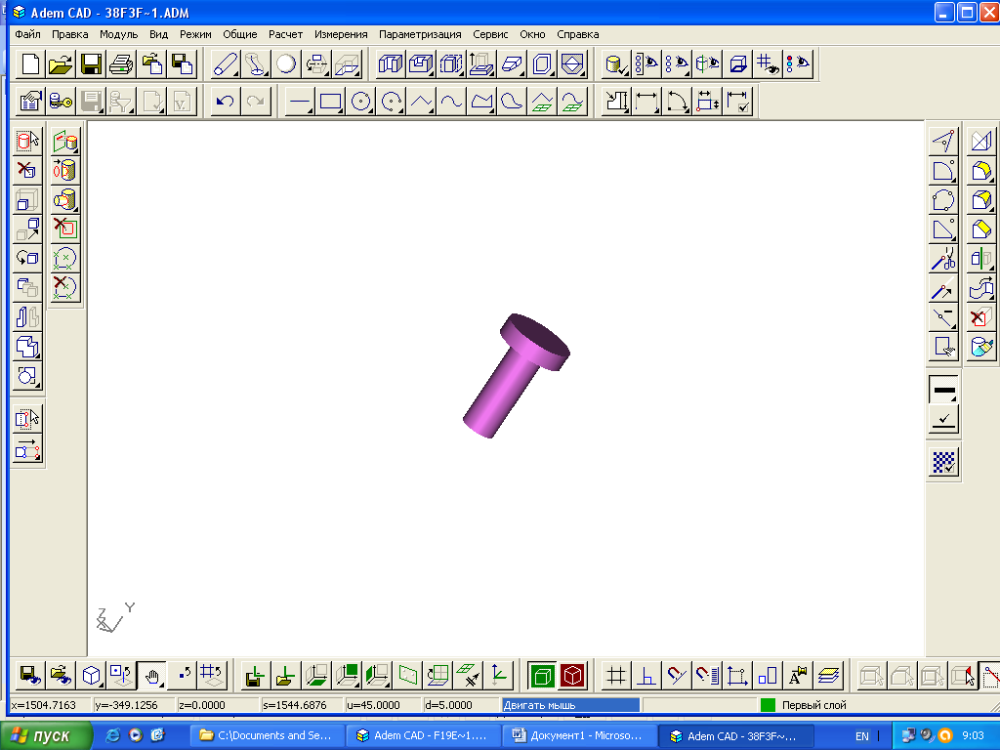 Adem CAD - 38F3F~1.ADM
Файл Правка Модуль Вид Режим Общие Расчет Измерения Параметризация Сервис Окно Справка
Z Y
X
x=1504.7163 y=-349.1256 z=0.0000 s=1544.6876 u=45.0000 d=5.0000 Двигать мышь Первый слой
пуск C:\Documents and Se... Adem CAD - F19E~1.... Документ1 - Microso... Adem CAD - 38F3F~... EN 9:03